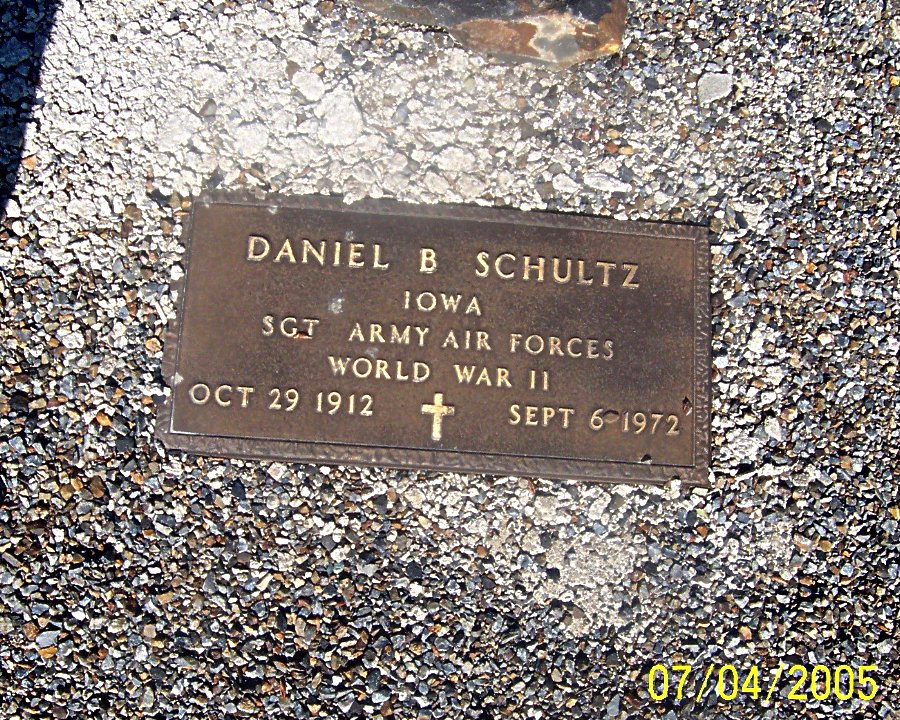 DANIEL B SCHULTZ
IOWA
SGT ARMY AIR FORCES
WORLD WAR II
OCT 29 1912 SEPT 6 1972
07/04/2005